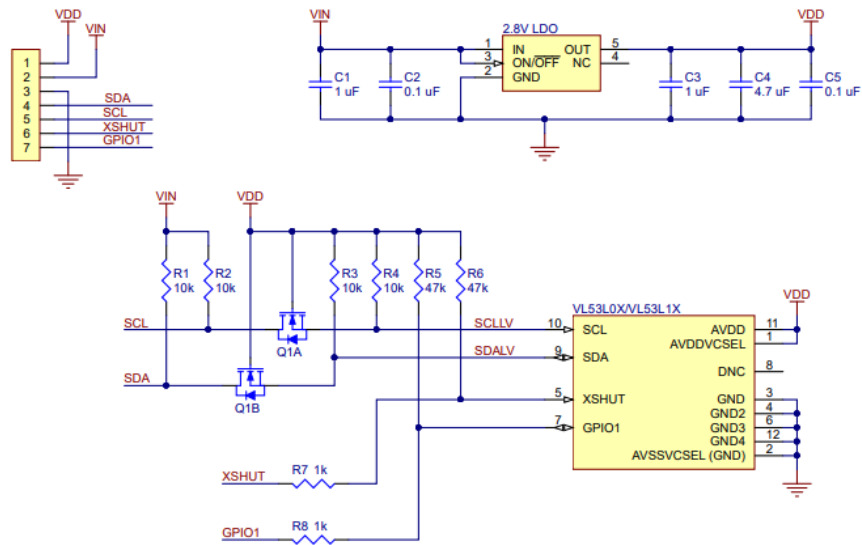 VDD
VIN
1
2
3
4 SDA
5 SCL
6 XSHUT
7 GPIO1
VIN
VDD
2.8V LDO
1 IN OUT 5
3 ON/OFF NC 4
2 GND
C1
1 uF
C2
0.1 uF
C3
1 uF
C4
4.7 uF
C5
0.1 uF
VIN
VDD
R1
10k
R2
10k
R3
10k
R4
10k
R5
47k
R6
47k
SCL
Q1A
SCLLV
SDA
Q1B
SDALV
VL53L0X/VL53L1X
VDD
10 SCL AVDD 11
AVDDVCSEL 1
9 SDA
DNC 8
5 XSHUT GND 3
GND2 4
7 GPIO1 GND3 6
GND4 12
AVSSVCSEL (GND) 2
XSHUT R7 1k
GPIO1 R8 1k